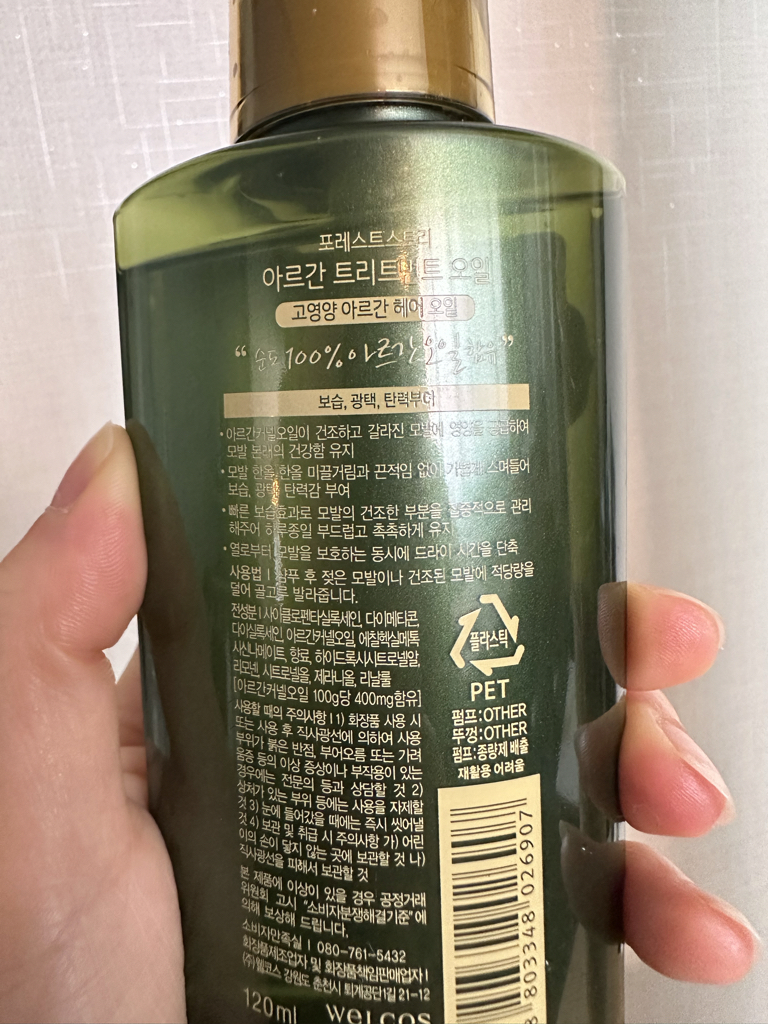 포레스트스토리
아르간 트리트먼트 오일
고영양 아르간 헤어 오일
“순도 100% 아르간오일 함유”
보습, 광택, 탄력부여
• 아르간커넬오일이 건조하고 갈라진 모발에 영양을 공급하여
모발 본래의 건강함 유지
• 모발 한올 한올 미끌거림과 끈적임 없이 가볍게 스며들어
보습, 광택, 탄력감 부여
• 빠른 보습효과로 모발의 건조한 부분을 집중적으로 관리
해주어 하루종일 부드럽고 촉촉하게 유지
• 열로부터 모발을 보호하는 동시에 드라이 시간을 단축
사용법 | 샴푸 후 젖은 모발이나 건조된 모발에 적당량을
덜어 골고루 발라줍니다.
전성분 | 사이클로펜타실록세인, 다이메티콘,
다이실록세인, 아르간커넬오일, 에칠헥실메톡
시신나메이트, 향료, 하이드록시시트로넬알,
리모넨, 시트로넬올, 제라니올, 리날룰
[아르간커넬오일 100g당 400mg함유]
사용할 때의 주의사항 | 1) 화장품 사용 시
또는 사용 후 직사광선에 의하여 사용
부위가 붉은 반점, 부어오름 또는 가려
움증 등의 이상 증상이나 부작용이 있는
경우에는 전문의 등과 상담할 것 2)
상처가 있는 부위 등에는 사용을 자제할
것 3) 눈에 들어갔을 때에는 즉시 씻어낼
것 4) 보관 및 취급 시 주의사항 가) 어린
이의 손이 닿지 않는 곳에 보관할 것 나)
직사광선을 피해서 보관할 것
본 제품에 이상이 있을 경우 공정거래
위원회 고시 “소비자분쟁해결기준”에
의해 보상해 드립니다.
소비자만족실 | 080-761-5432
화장품제조업자 및 화장품책임판매업자 |
(주)웰코스 강원도 춘천시 퇴계공단1길 21-12
120ml welcos
플라스틱
PET
펌프:OTHER
뚜껑:OTHER
펌프:종량제 배출
재활용 어려움
8 803348 026907